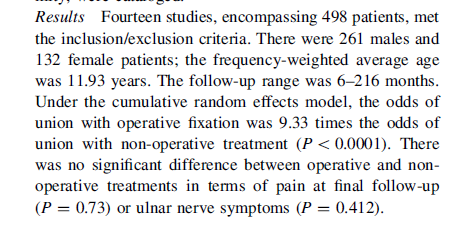 Results Fourteen studies, encompassing 498 patients, met
the inclusion/exclusion criteria. There were 261 males and
132 female patients; the frequency-weighted average age
was 11.93 years. The follow-up range was 6–216 months.
Under the cumulative random effects model, the odds of
union with operative fixation was 9.33 times the odds of
union with non-operative treatment (P < 0.0001). There
was no significant difference between operative and non-
operative treatments in terms of pain at final follow-up
(P = 0.73) or ulnar nerve symptoms (P = 0.412).